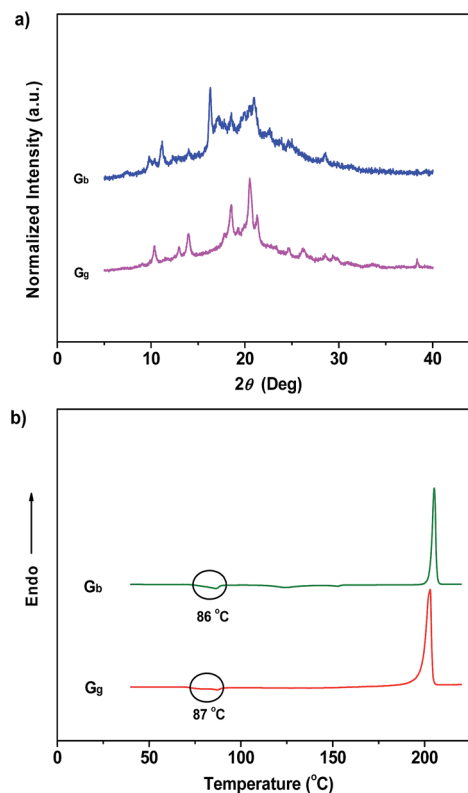 a)
Normalized Intensity (a.u.)
Gb
Gg
0 10 20 30 40
2θ (Deg)
b)
Endo
Gb
86 °C
Gg
87 °C
0 50 100 150 200
Temperature (°C)